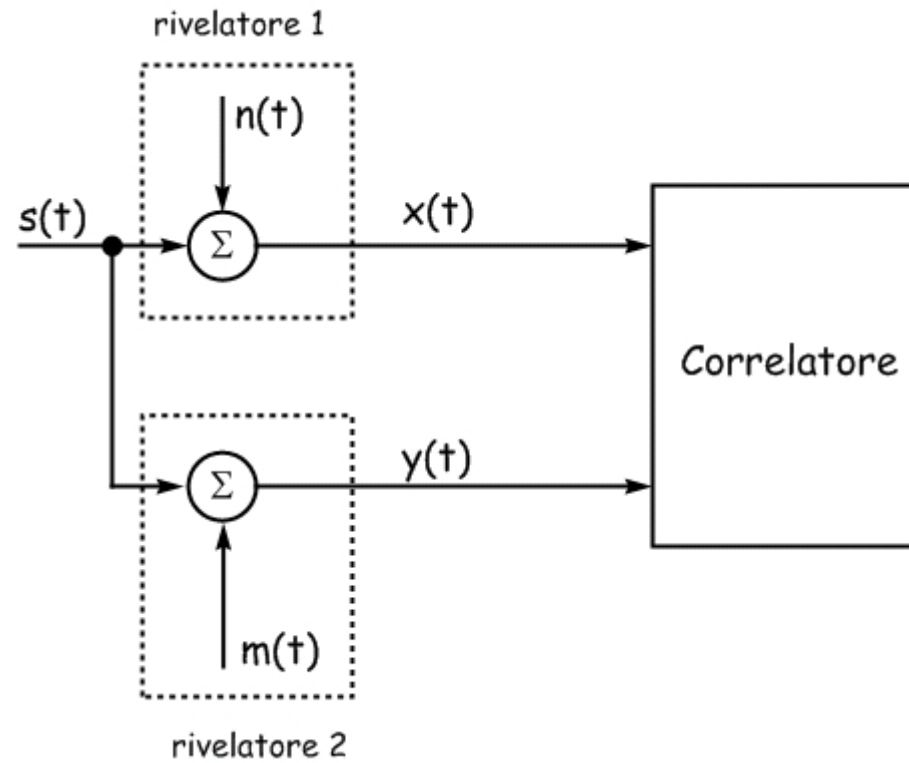 rivelatore 1
n(t)
s(t)
Σ
x(t)
Correlatore
Σ
y(t)
m(t)
rivelatore 2